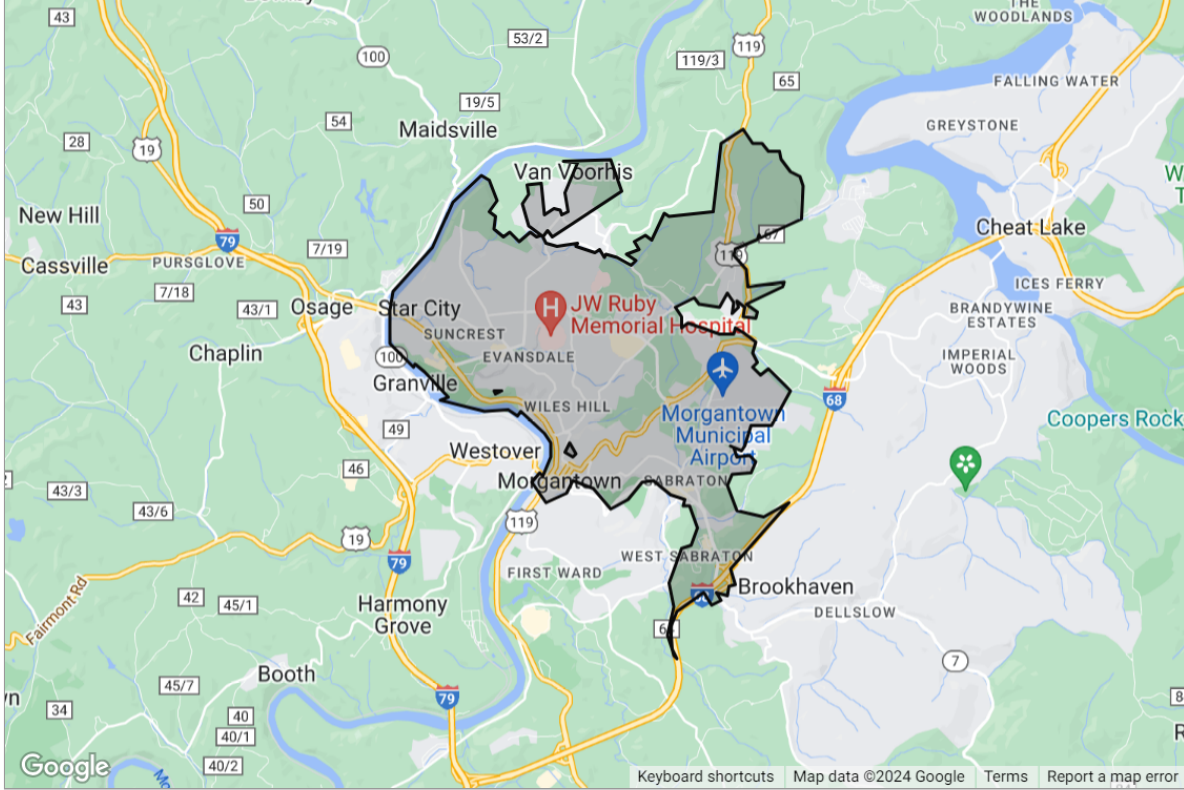 THE
WOODLANDS
43
53/2
119
100
119/3
65
FALLING WATER
19/5
54
GREYSTONE
Maidsville
28
19
Van Voorhis
50
New Hill
Cheat Lake
67
79
7/19
119
Cassville
PURSGLOVE
ICES FERRY
7/18
43
43/1
Osage
Star City
JW Ruby
Memorial Hospital
BRANDYWINE
ESTATES
SUNCREST
Chaplin
100
EVANSDALE
IMPERIAL
WOODS
Granville
68
WILES HILL
Morgantown
Municipal
Airport
Coopers Rock
49
Westover
46
Morgantown
SABRATON
43/3
43/6
119
19
79
WEST SABRATON
FIRST WARD
Brookhaven
Fairmont Rd
42
45/1
Harmony
Grove
DELLSLOW
7
Booth
45/7
79
34
40
40/1
40/2
Google
Keyboard shortcuts
Map data ©2024 Google
Terms
Report a map error